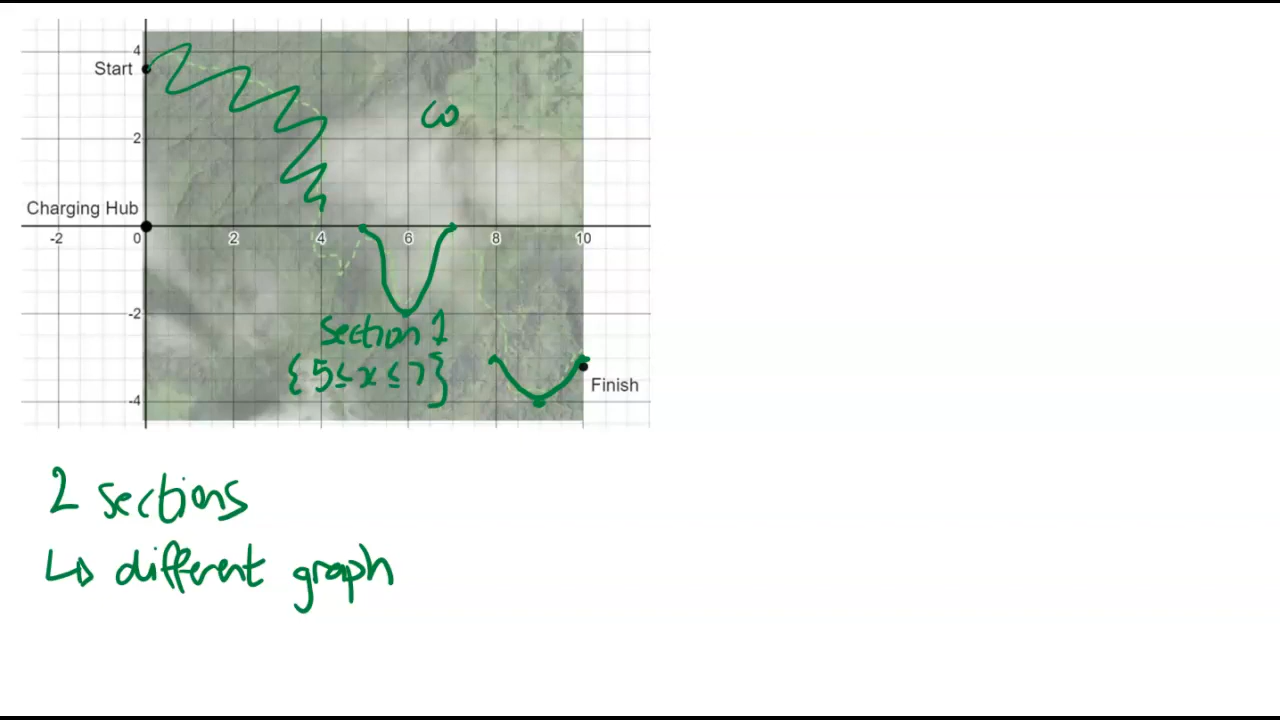 4
Start
2
Charging Hub
-2 0 2 4 6 8 10
-2
section 1
{5≤x≤7}
Finish
-4
2 sections
↳ different graph